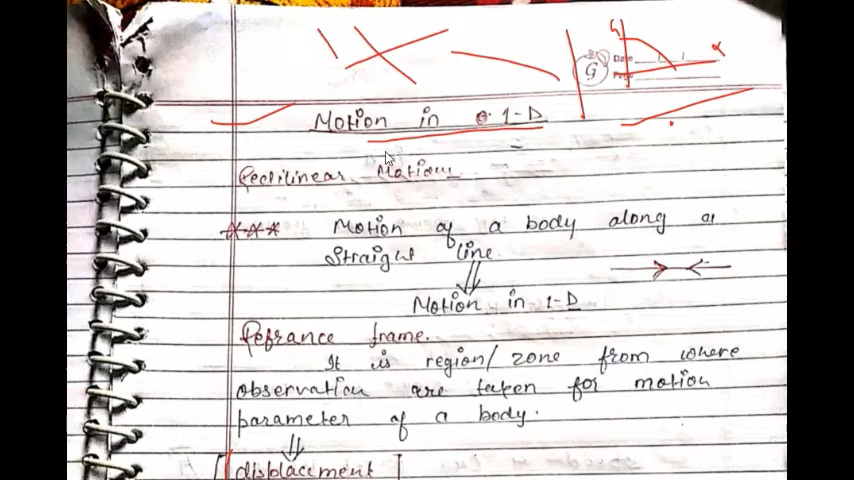 G
Date
Page
Motion in 1-D
Rectilinear Motion
*** Motion of a body along a
straight line.
Motion in 1-D
Refrance frame.
It is region/zone from where
observation are taken for motion
parameter of a body.
displacement